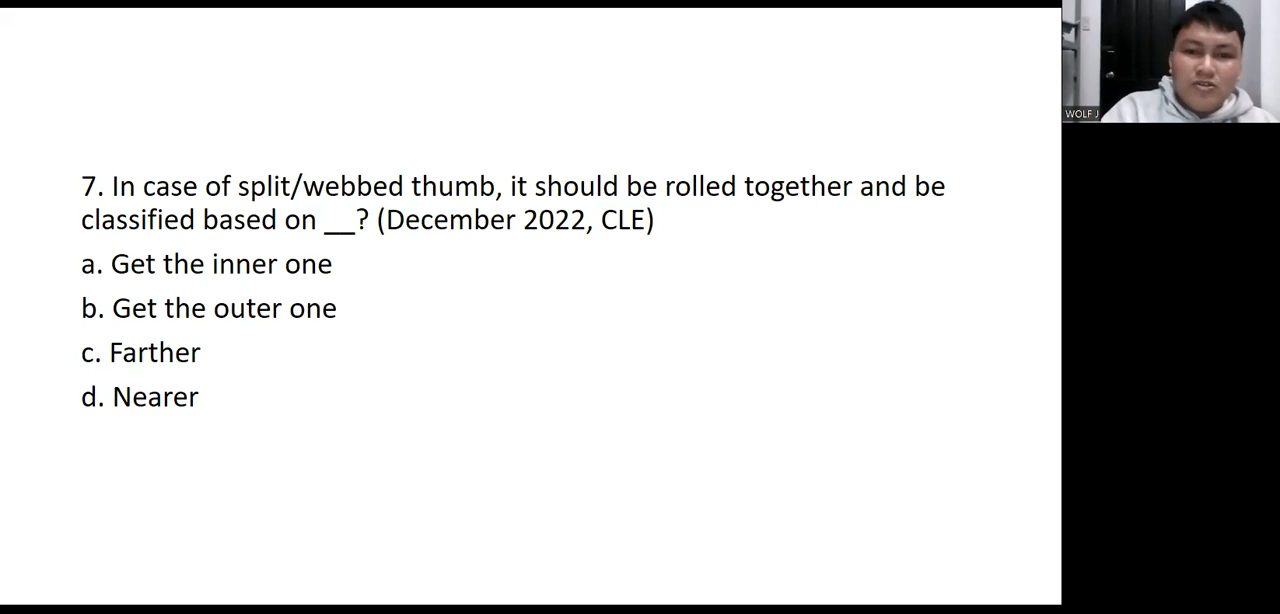 7. In case of split/webbed thumb, it should be rolled together and be
classified based on __? (December 2022, CLE)
a. Get the inner one
b. Get the outer one
c. Farther
d. Nearer
WOLF J